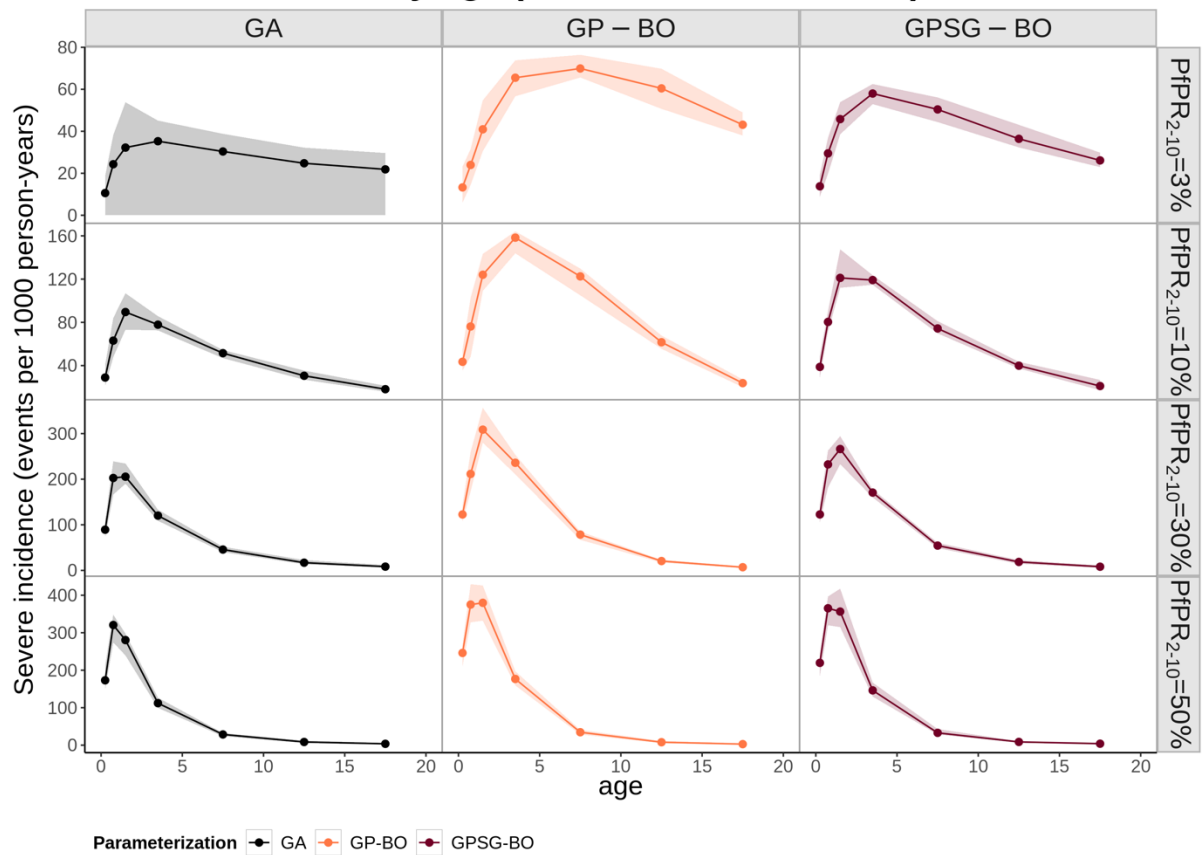 GA
GP – BO
GPSG – BO
Severe incidence (events per 1000 person-years)
80
60
40
20
0
PfPR2-10=3%
160
120
80
40
PfPR2-10=10%
300
200
100
0
PfPR2-10=30%
400
300
200
100
0
PfPR2-10=50%
0 5 10 15 20 0 5 10 15 20 0 5 10 15 20
age
Parameterization GA GP-BO GPSG-BO